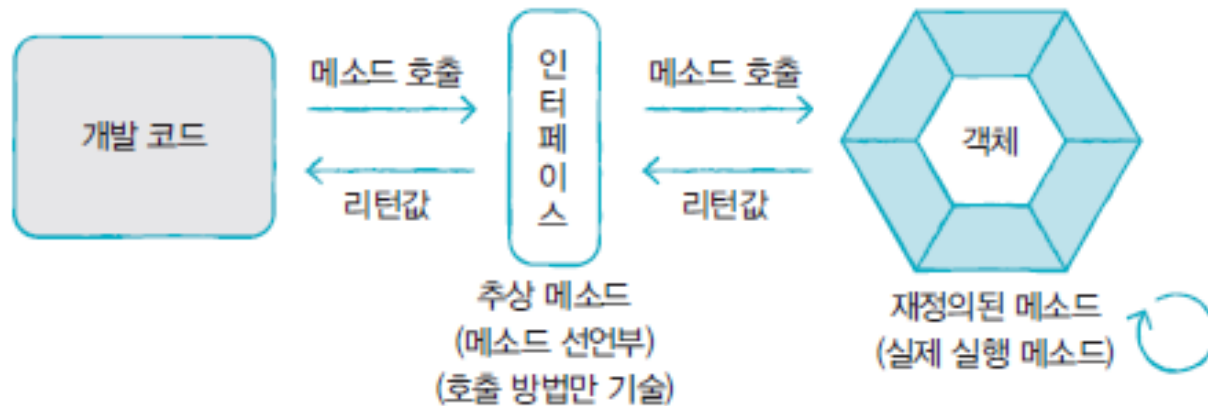 개발 코드
메소드 호출
리턴값
인터페이스
추상 메소드
(메소드 선언부)
(호출 방법만 기술)
메소드 호출
리턴값
객체
재정의된 메소드
(실제 실행 메소드)